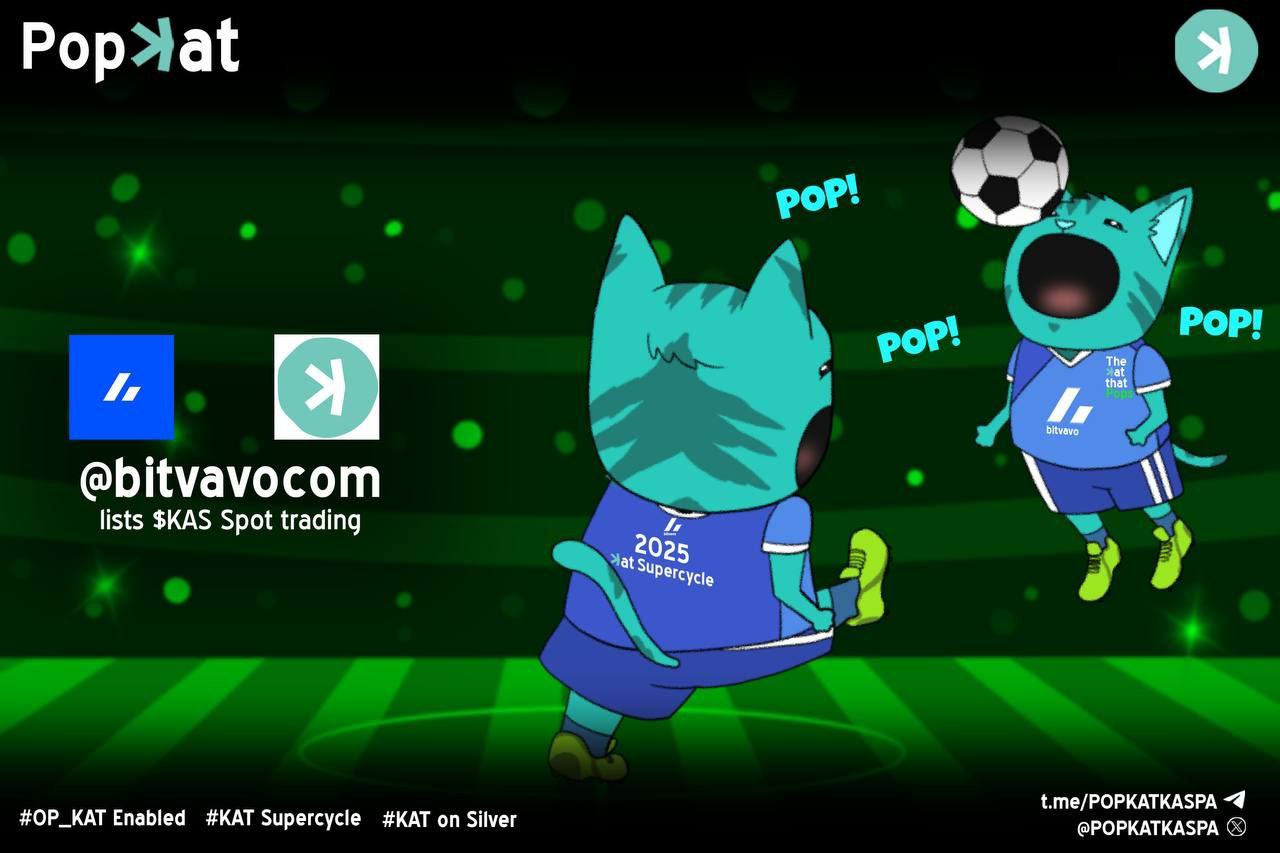 PopKat
POP!
POP!
POP!
The
Kat
that
Pops
bitvavo
@bitvavocom
lists $KAS Spot trading
2025
Kat Supercycle
#OP_KAT Enabled #KAT Supercycle #KAT on Silver
t.me/POPKATKASPA
@POPKATKASPA